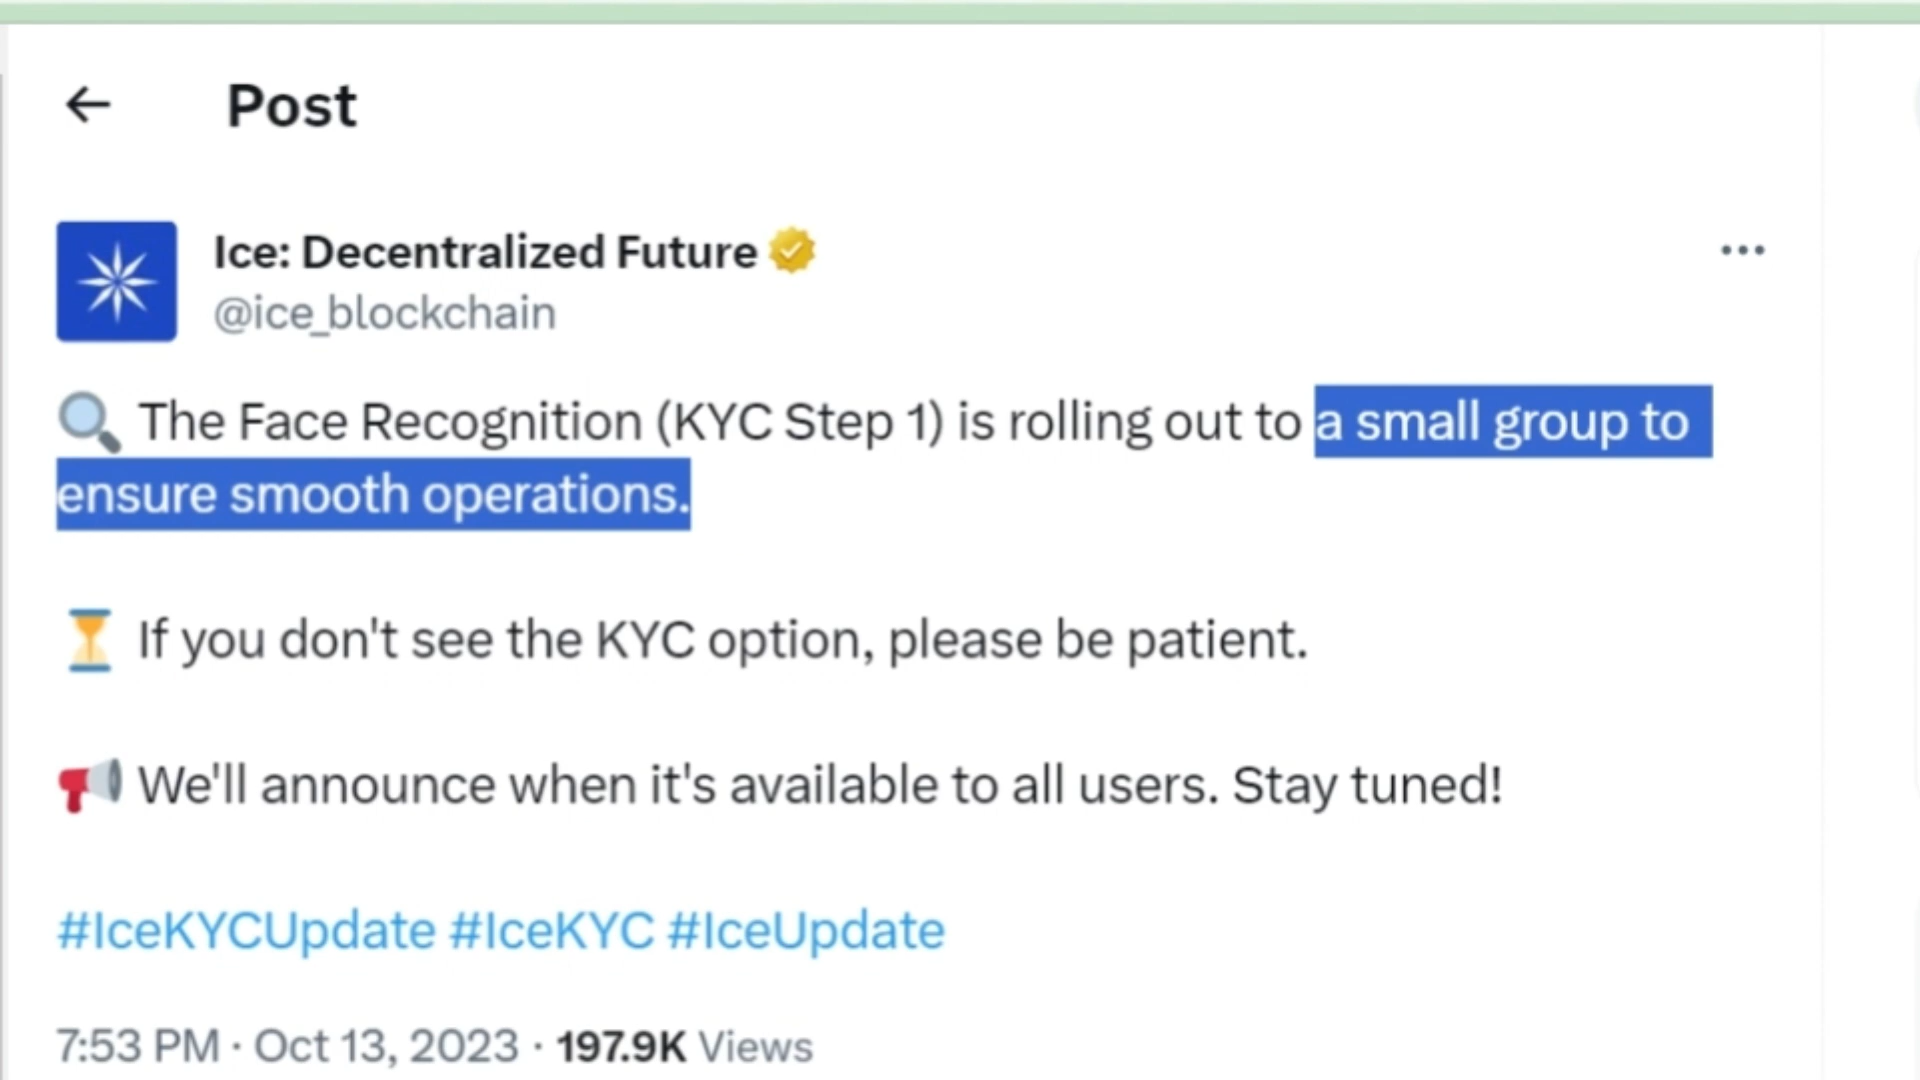 Post
Ice: Decentralized Future
@ice_blockchain
The Face Recognition (KYC Step 1) is rolling out to a small group to
ensure smooth operations.
If you don't see the KYC option, please be patient.
We'll announce when it's available to all users. Stay tuned!
#IceKYCUpdate #IceKYC #IceUpdate
7:53 PM · Oct 13, 2023 · 197.9K Views